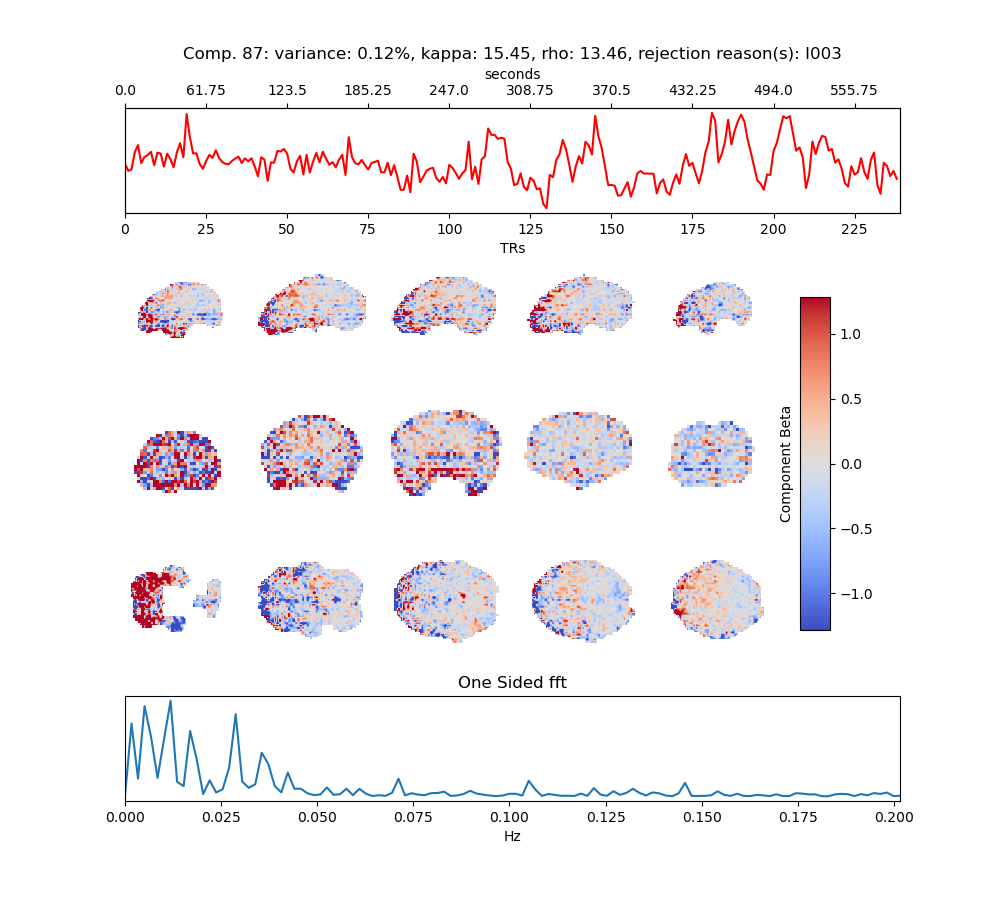 Comp. 87: variance: 0.12%, kappa: 15.45, rho: 13.46, rejection reason(s): I003
seconds
0.0 61.75 123.5 185.25 247.0 308.75 370.5 432.25 494.0 555.75
0 25 50 75 100 125 150 175 200 225
TRs
1.0
0.5
0.0
−0.5
−1.0
Component Beta
One Sided fft
0.000 0.025 0.050 0.075 0.100 0.125 0.150 0.175 0.200
Hz